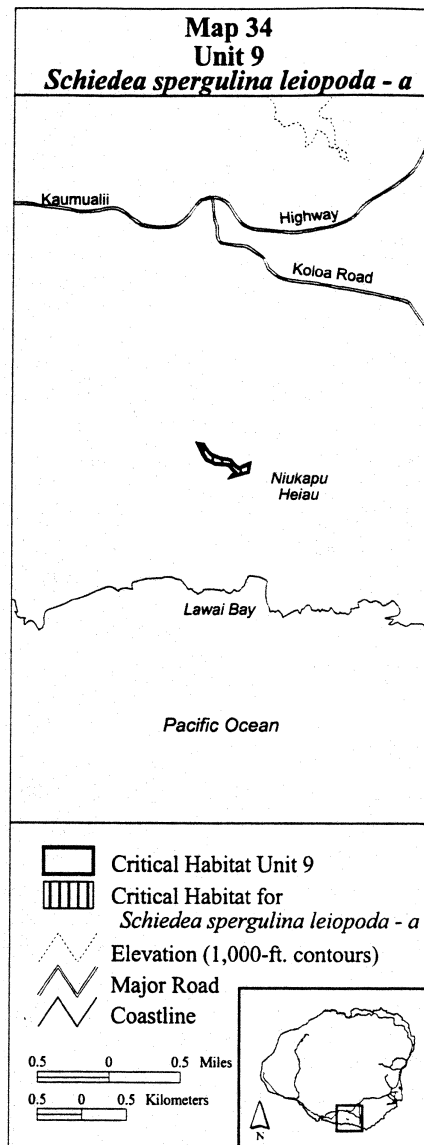 Map 34
Unit 9
Schiedea spergulina leiopoda - a
Kaumualii
Highway
Koloa Road
Niukapu
Heiau
Lawai Bay
Pacific Ocean
Critical Habitat Unit 9
Critical Habitat for
Schiedea spergulina leiopoda - a
Elevation (1,000-ft. contours)
Major Road
Coastline
0.5 0 0.5 Miles
0.5 0 0.5 Kilometers
N